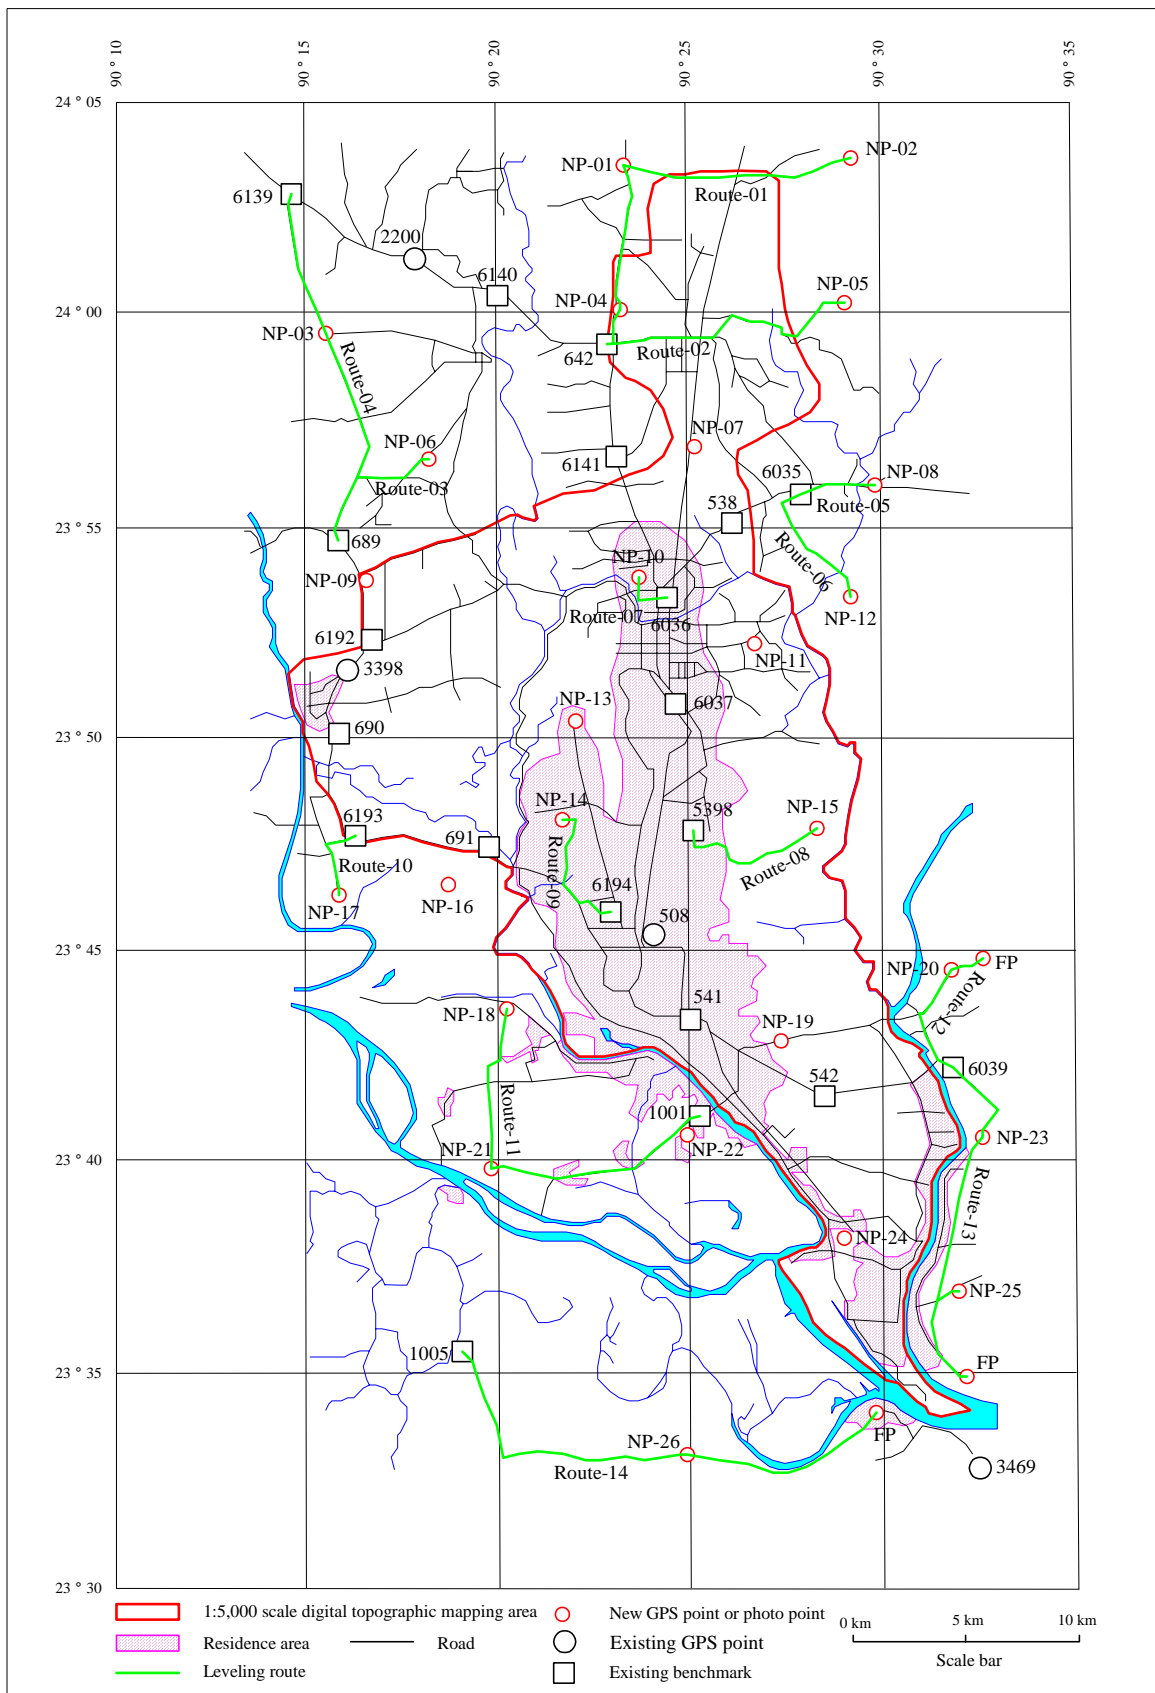 90 ° 10
90 ° 15
90 ° 20
90 ° 25
90 ° 30
90 ° 35
24 ° 05
NP-01
NP-02
6139
Route-01
2200
6140
NP-05
NP-04
24 ° 00
NP-03
642
Route-02
Route-04
NP-07
NP-06
6141
6035
NP-08
Route-03
538
Route-05
23 ° 55
689
NP-10
Route-06
NP-09
Route-07
6036
NP-12
6192
NP-11
3398
NP-13
6037
690
23 ° 50
NP-14
5398
NP-15
6193
691
Route-10
Route-09
Route-08
6194
NP-16
NP-17
508
23 ° 45
NP-20
FP
541
Route-12
NP-18
NP-19
542
6039
Route-11
1001
NP-23
NP-21
NP-22
23 ° 40
Route-13
NP-24
NP-25
1005
FP
23 ° 35
FP
NP-26
Route-14
3469
23 ° 30
1:5,000 scale digital topographic mapping area
New GPS point or photo point
0 km
5 km
10 km
Residence area
Road
Existing GPS point
Scale bar
Leveling route
Existing benchmark